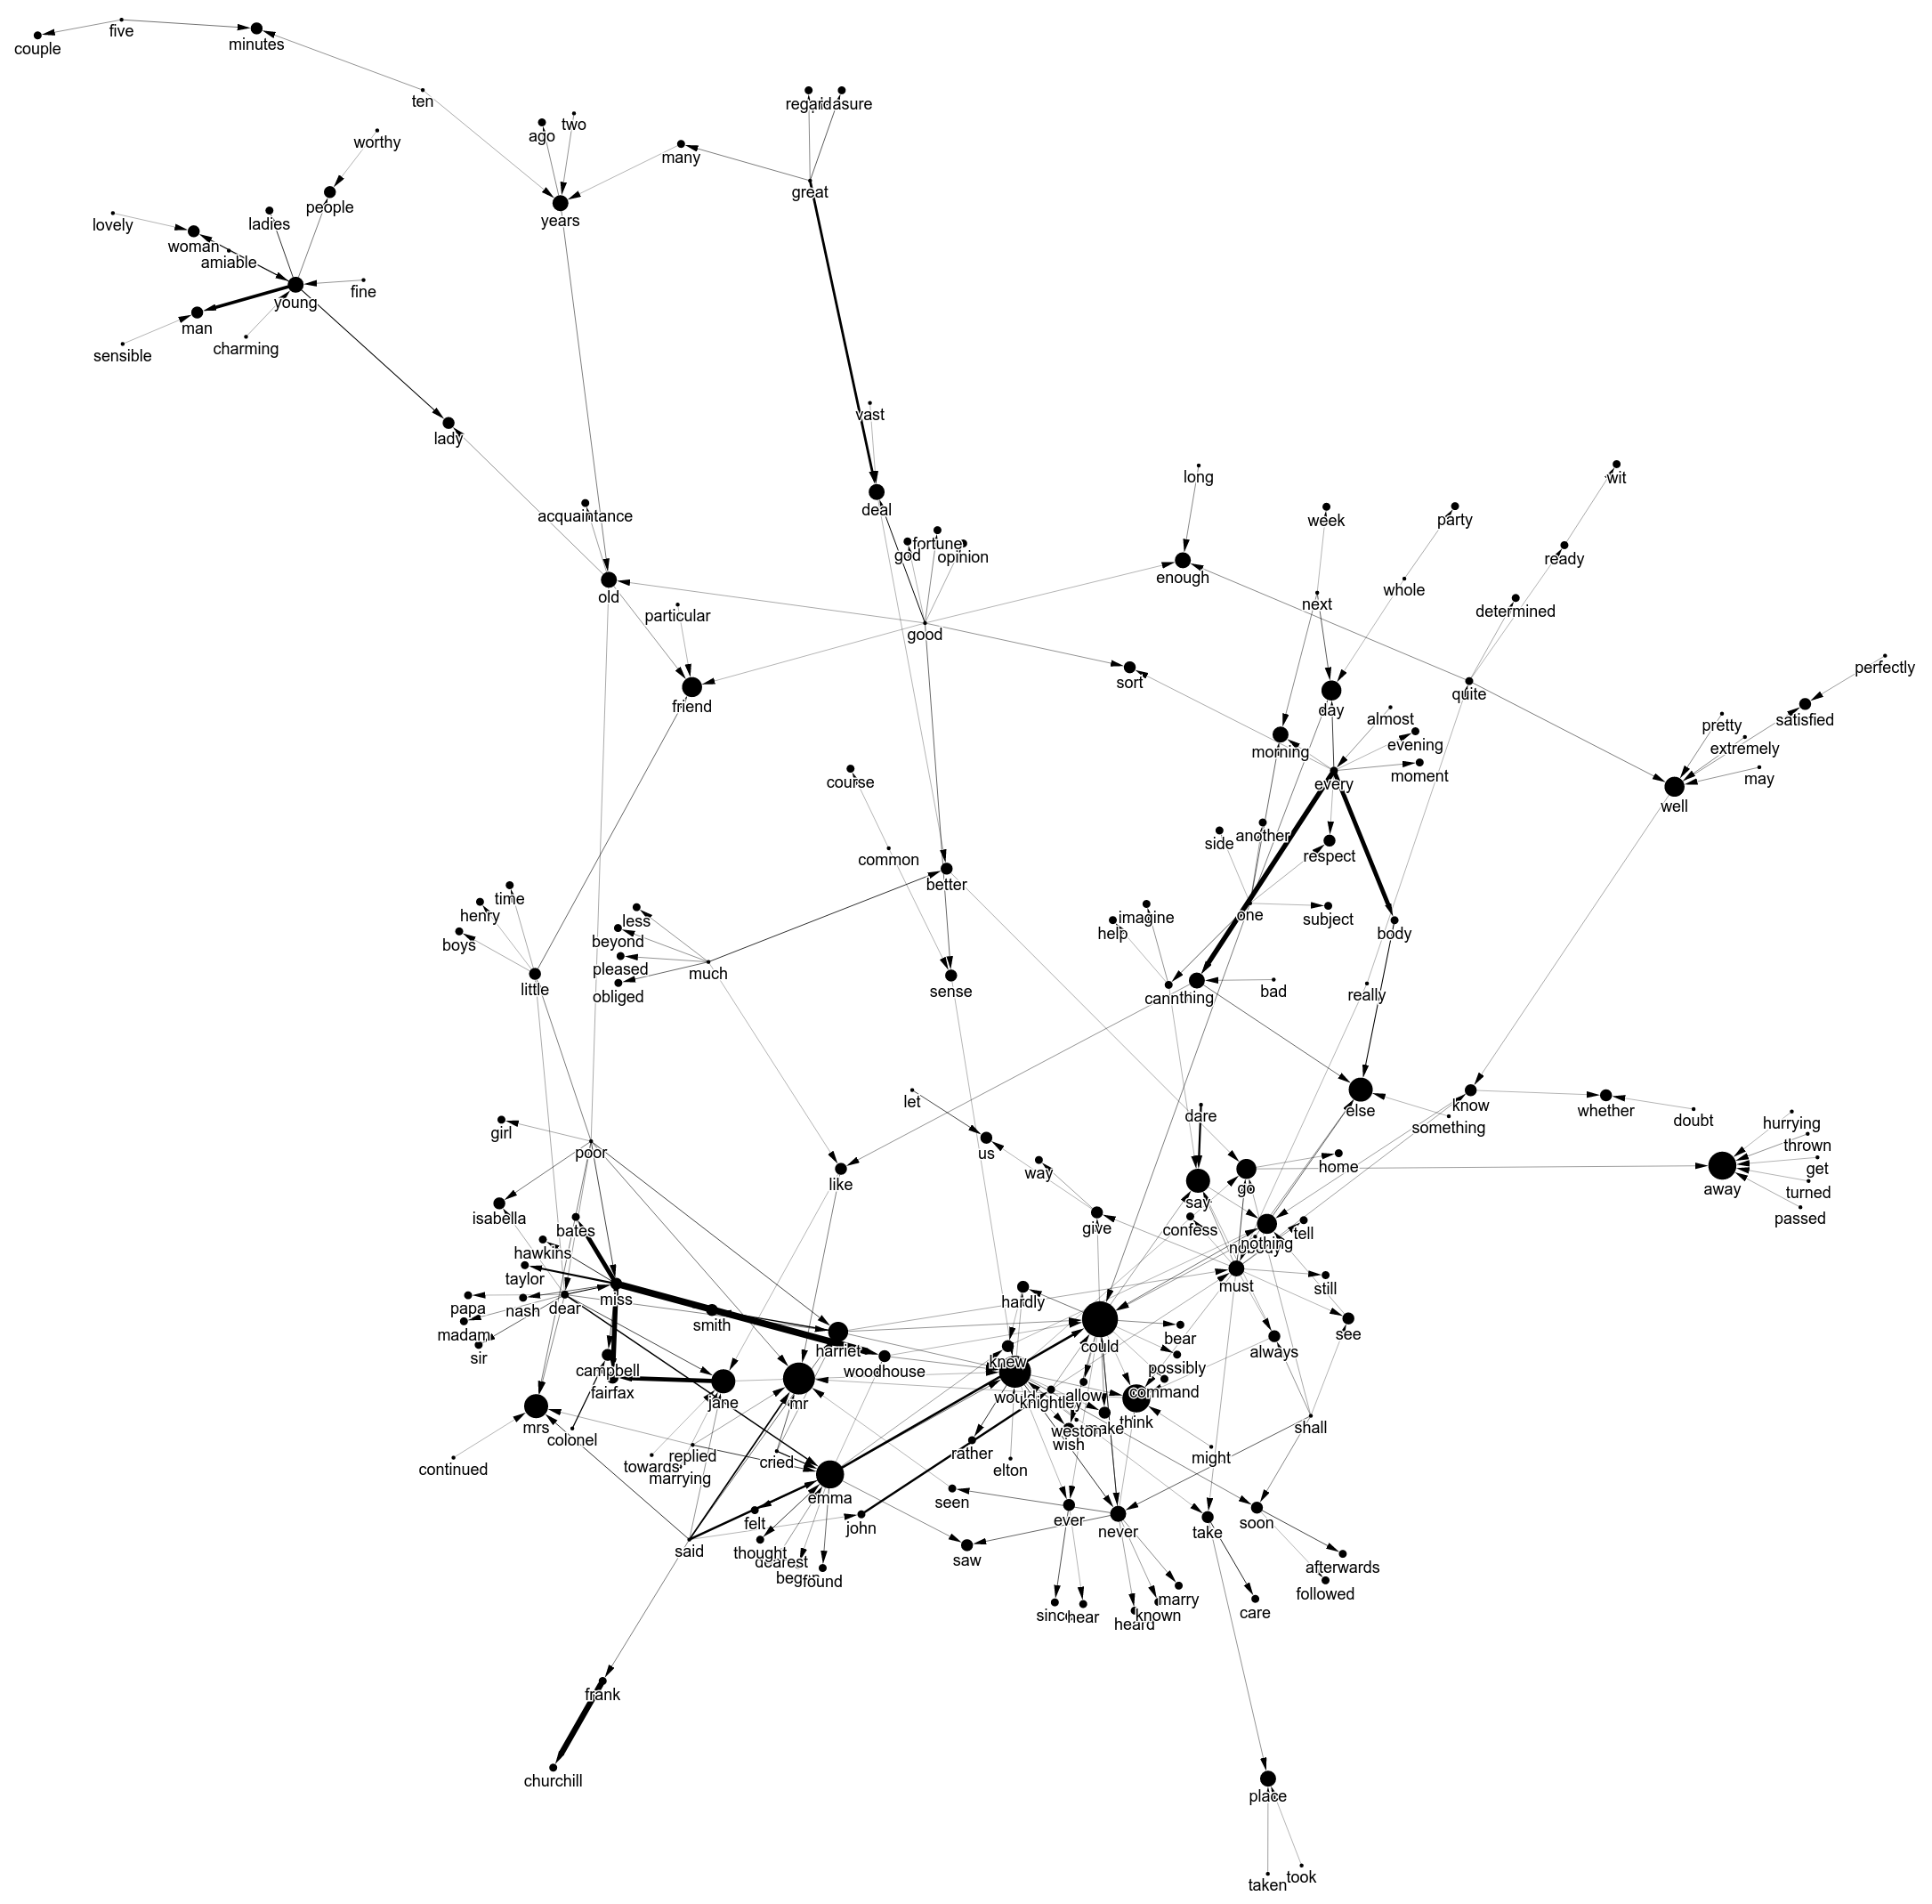 five
couple
minutes
ten
regard
two
ago
worthy
many
great
people
years
ladies
lovely
woman
amiable
fine
young
man
sensible
charming
vast
lady
long
wit
deal
acquaintance
week
party
god
fortune
opinion
enough
ready
old
whole
next
particular
determined
good
perfectly
sort
quite
friend
day
almost
satisfied
pretty
evening
extremely
morning
moment
may
course
every
well
side
another
common
respect
better
time
henry
less
imagine
one
subject
boys
beyond
help
body
pleased
much
little
obliged
sense
thing
bad
really
let
dare
else
know
whether
something
doubt
hurrying
girl
thrown
poor
us
way
home
get
like
say
go
away
turned
isabella
give
confess
tell
passed
bates
nobody
nothing
hawkins
taylor
miss
must
still
papa
nash
dear
hardly
madam
smith
see
sir
harriet
could
bear
always
campbell
woodhouse
knew
possibly
fairfax
jane
mr
would
knightley
allow
command
mrs
weston
make
think
shall
colonel
wish
continued
towards
replied
cried
rather
might
marrying
elton
emma
seen
felt
john
ever
never
take
soon
said
thought
dearest
saw
afterwards
began
found
followed
since
hear
heard
known
marry
care
frank
churchill
place
taken
took